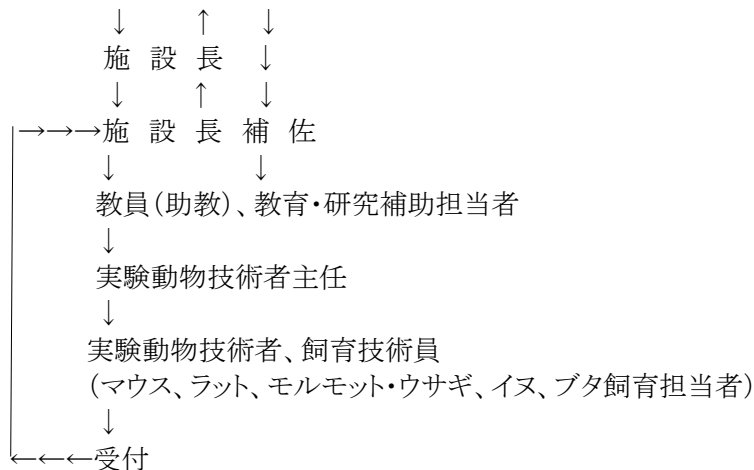 ↓ ↑ ↓
施 設 長 ↓
↓ ↑ ↓
→→→施 設 長 補 佐
↓ ↓
教員(助教)、教育・研究補助担当者
↓
実験動物技術者主任
↓
実験動物技術者、飼育技術員
(マウス、ラット、モルモット・ウサギ、イヌ、ブタ飼育担当者)
↓
←←←受付